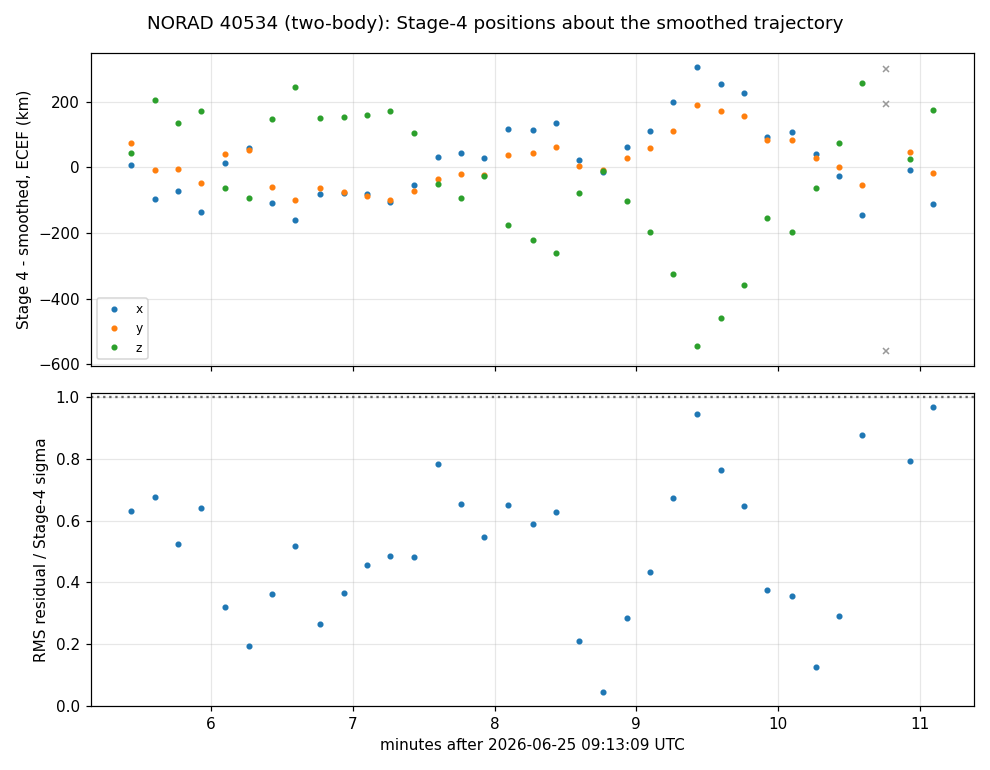 NORAD 40534 (two-body): Stage-4 positions about the smoothed trajectory
Stage 4 - smoothed, ECEF (km)
200
0
−200
−400
−600
x
y
z
RMS residual / Stage-4 sigma
1.0
0.8
0.6
0.4
0.2
0.0
6
7
8
9
10
11
minutes after 2026-06-25 09:13:09 UTC